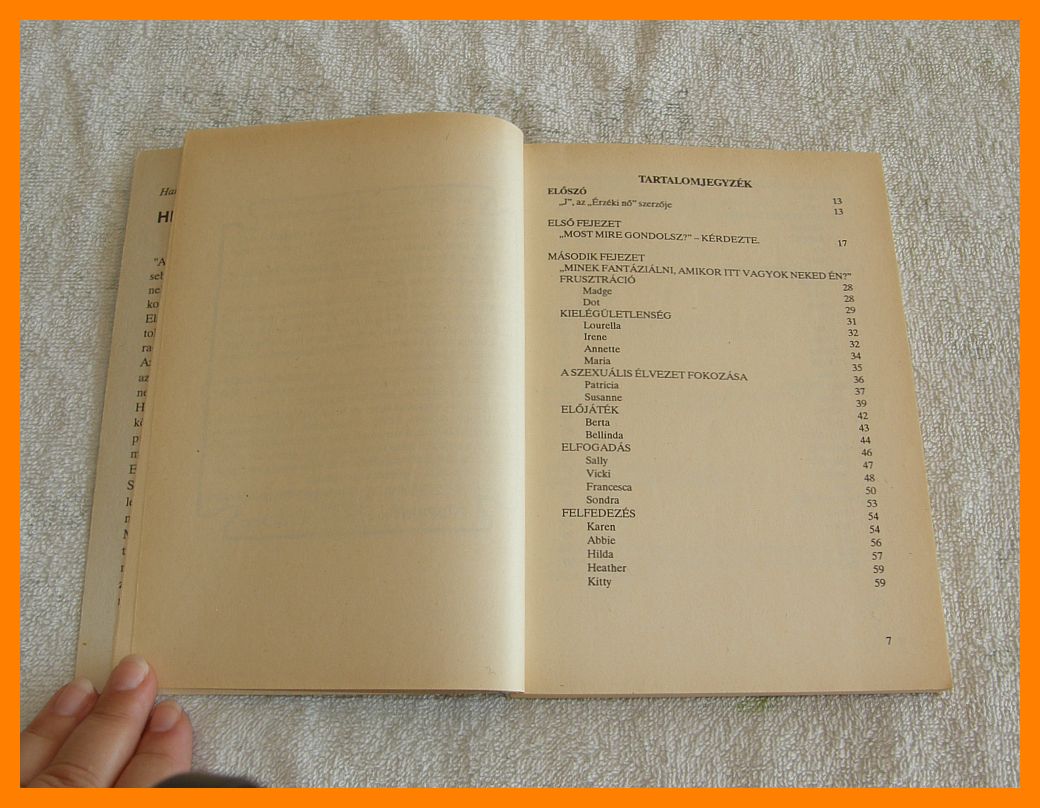 TARTALOMJEGYZÉK
ELŐSZÓ 13
„J”, az „Érzéki nő” szerzője 13
ELSŐ FEJEZET
„MOST MIRE GONDOLSZ?” – KÉRDEZTE. 17
MÁSODIK FEJEZET
„MINEK FANTÁZIÁLNI, AMIKOR ITT VAGYOK NEKED ÉN?”
FRUSZTRÁCIÓ 28
Madge 28
Dot 29
KIELÉGÜLETLENSÉG 31
Lourella 32
Irene 32
Annette 34
Maria 35
A SZEXUÁLIS ÉLVEZET FOKOZÁSA 36
Patricia 37
Susanne 39
ELŐJÁTÉK 42
Berta 43
Bellinda 44
ELFOGADÁS 46
Sally 47
Vicki 48
Francesca 50
Sondra 53
FELFEDEZÉS 54
Karen 54
Abbie 56
Hilda 57
Heather 59
Kitty 59
7